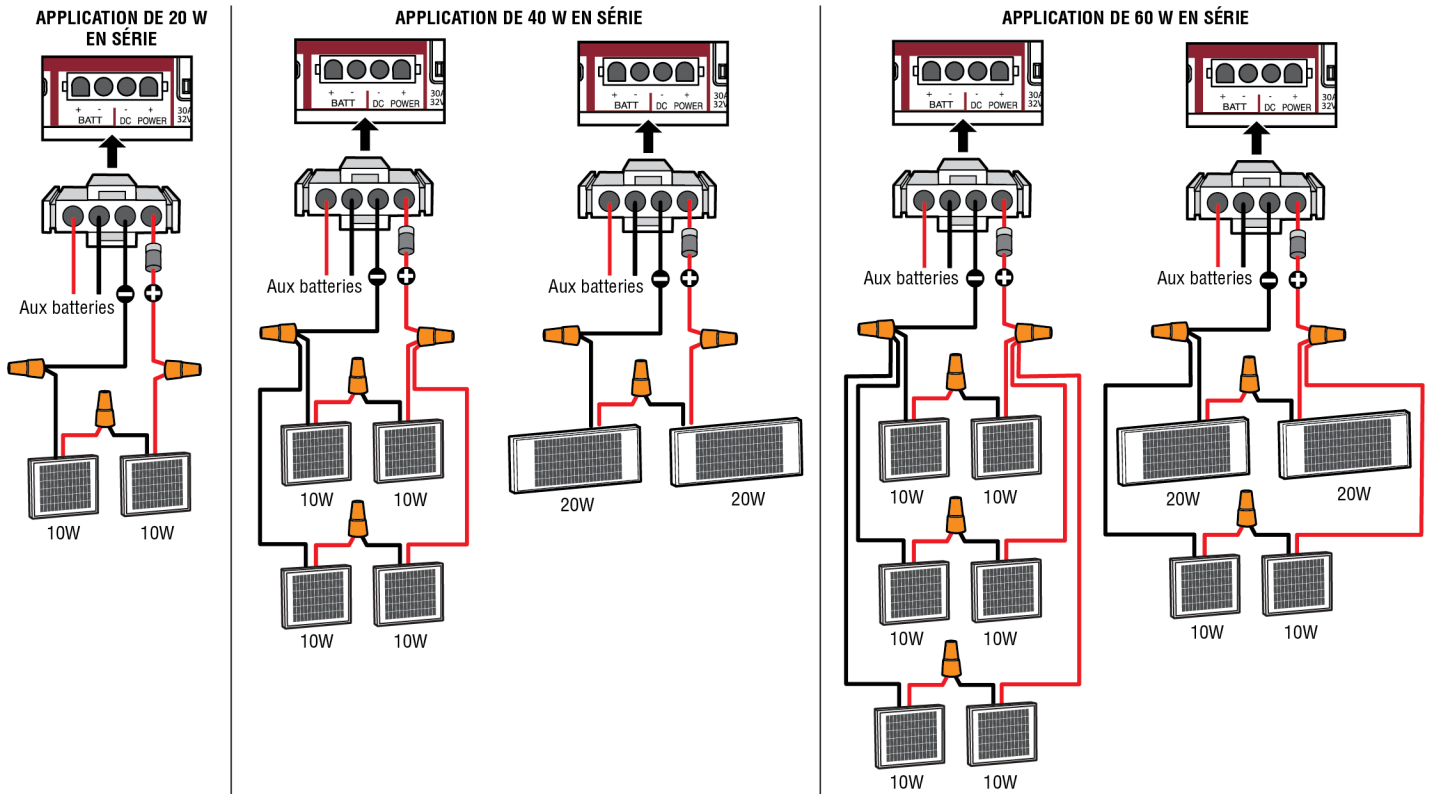 APPLICATION DE 20 W
EN SÉRIE
+ - - +
BATT DC POWER
30A
32V
Aux batteries
10W 10W
APPLICATION DE 40 W EN SÉRIE
+ - - +
BATT DC POWER
30A
32V
Aux batteries
10W 10W
10W 10W
+ - - +
BATT DC POWER
30A
32V
Aux batteries
20W 20W
APPLICATION DE 60 W EN SÉRIE
+ - - +
BATT DC POWER
30A
32V
Aux batteries
10W 10W
10W 10W
10W 10W
+ - - +
BATT DC POWER
30A
32V
Aux batteries
20W 20W
10W 10W